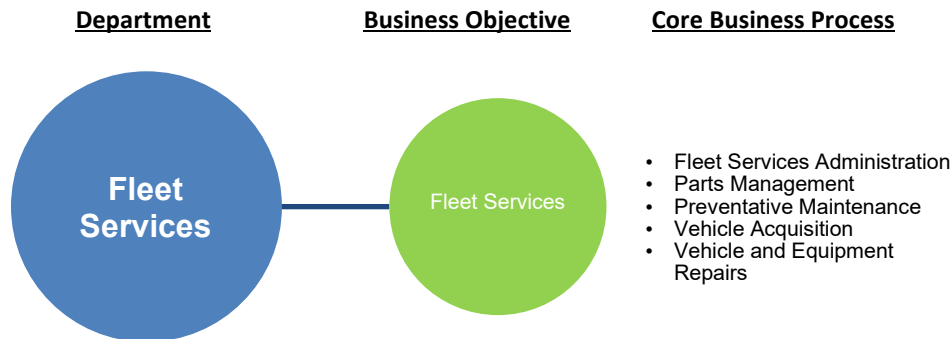 Department
Business Objective
Core Business Process
Fleet
Services
Fleet Services
• Fleet Services Administration
• Parts Management
• Preventative Maintenance
• Vehicle Acquisition
• Vehicle and Equipment
Repairs